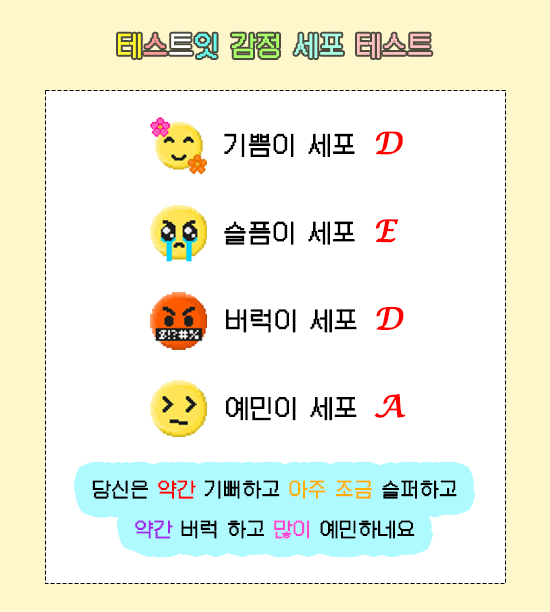 테스트잇 감정 세포 테스트
기쁨이 세포 D
슬픔이 세포 E
$!?#%
버럭이 세포 D
예민이 세포 A
당신은 약간 기뻐하고 아주 조금 슬퍼하고
약간 버럭 하고 많이 예민하네요